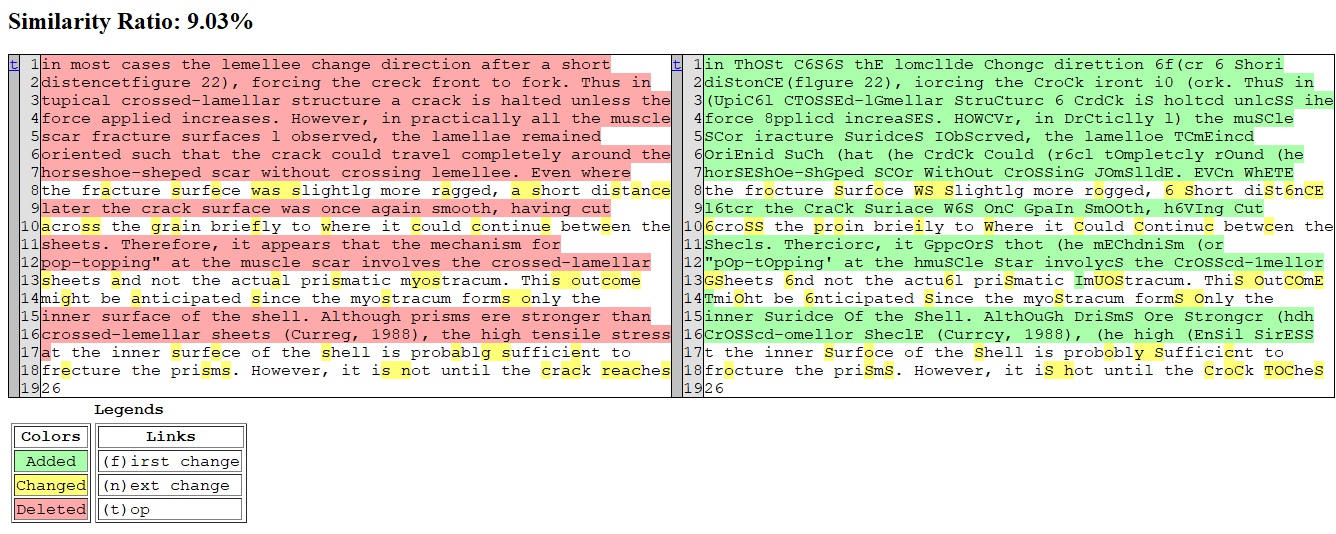 Similarity Ratio: 9.03%
t 1 in most cases the lemellee change direction after a short t 1 in ThOSt C6S6S thE lomcllde Chongc direttion 6f(cr 6 Shori
2 distencetfigure 22), forcing the creck front to fork. Thus in 2 diStonCE(flgure 22), iorcing the CroCk iront i0 (ork. ThuS in
3 tupical crossed-lamellar structure a crack is halted unless the 3 (UpiC6l CTOSSEd-lGmellar StruCturc 6 CrdCk iS holtcd unlcSS ihe
4 force applied increases. However, in practically all the muscle 4 force 8pplicd increaSES. HOWCVr, in DrCticlly l) the muSCle
5 scar fracture surfaces l observed, the lamellae remained 5 SCor iracture SuridceS IObScrved, the lamelloe TCmEincd
6 oriented such that the crack could travel completely around the 6 OriEnid SuCh (hat (he CrdCk Could (r6cl tOmpletcly rOund (he
7 horseshoe-sheped scar without crossing lemellee. Even where 7 horSEShOe-ShGped SCOr WithOut CrOSSinG JOmSlldE. EVCn WhETE
8 the fracture surfece was slightlg more ragged, a short distance 8 the frocture Surfoce WS Slightlg more rogged, 6 Short diSt6nCE
9 later the crack surface was once again smooth, having cut 9 l6tcr the CraCk Suriace W6S OnC GpaIn SmOOth, h6VIng Cut
10 across the grain briefly to where it could continue between the 10 6croSS the proin brieily to Where it Could Continuc betwcen the
11 sheets. Therefore, it appears that the mechanism for 11 Shecls. Therciorc, it GppcOrS thot (he mEChdniSm (or
12 pop-topping" at the muscle scar involves the crossed-lamellar 12 "pOp-tOpping' at the hmuSCle Star involycS the CrOSScd-1mellor
13 sheets and not the actual prismatic myostracum. This outcome 13 GSheets 6nd not the actu6l priSmatic ImUOStracum. ThiS OutCOmE
14 might be anticipated since the myostracum forms only the 14 TmiOht be 6nticipated Since the myoStracum formS Only the
15 inner surface of the shell. Although prisms ere stronger than 15 inner Suridce Of the Shell. AlthOuGh DriSmS Ore Strongcr (hdh
16 crossed-lemellar sheets (Curreg, 1988), the high tensile stress 16 CrOSScd-omellor SheclE (Currcy, 1988), (he high (EnSil SirESS
17 at the inner surfece of the shell is probablg sufficient to 17 t the inner Surfoce of the Shell is probobly Sufficicnt to
18 frecture the prisms. However, it is not until the crack reaches 18 frocture the priSmS. However, it iS hot until the CroCk TOCheS
19 26 19 26
Legends
Colors Links
Added (f)irst change
Changed (n)ext change
Deleted (t)op